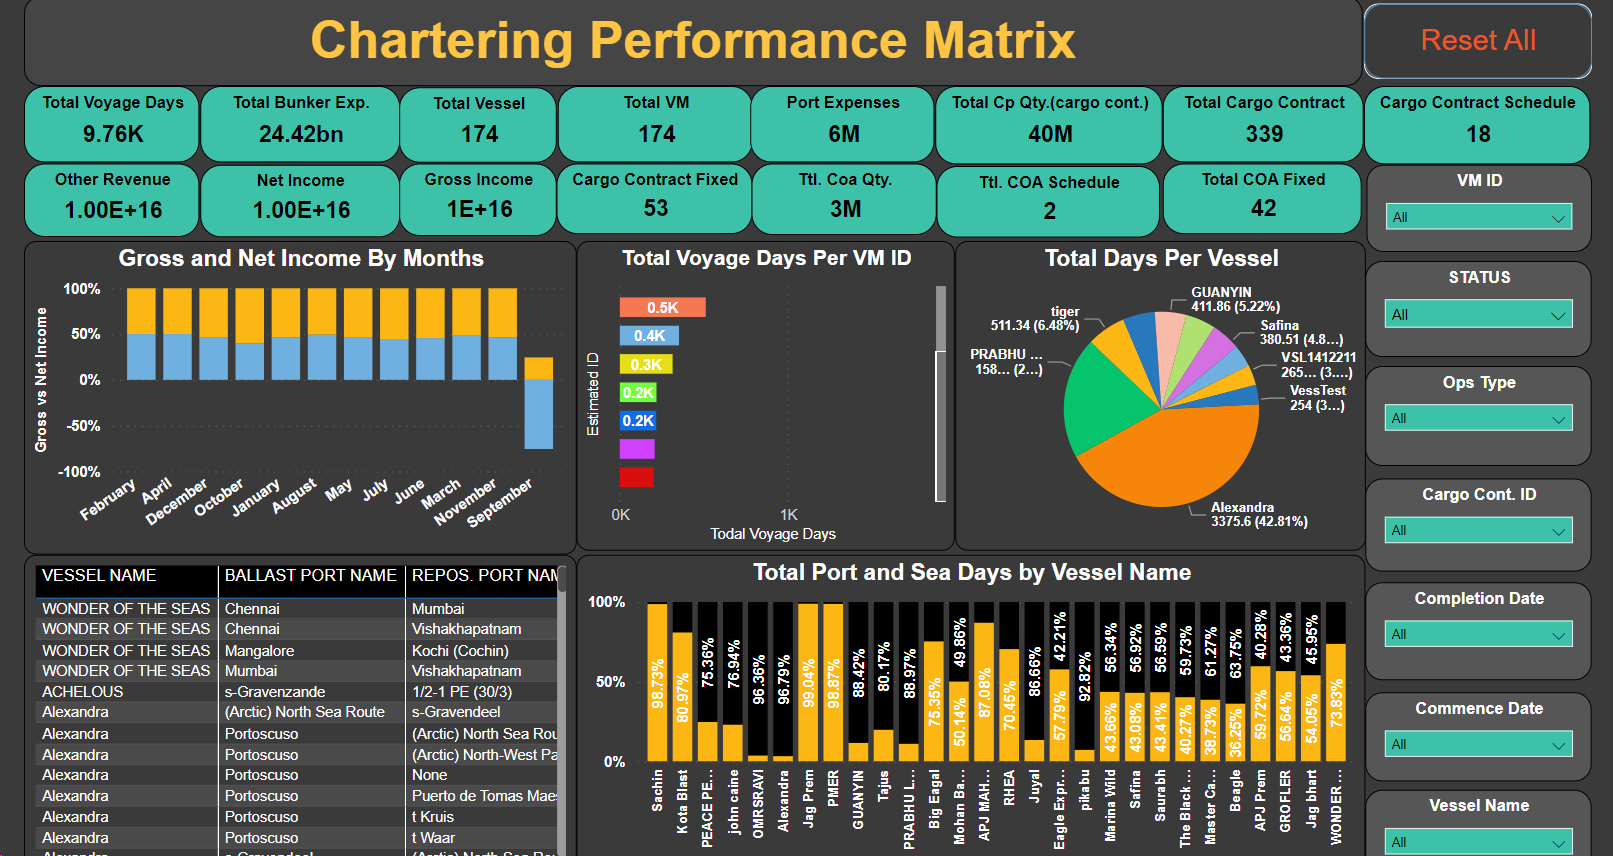 Chartering Performance Matrix
Reset All
Total Voyage Days
9.76K
Total Bunker Exp.
24.42bn
Total Vessel
174
Total VM
174
Port Expenses
6M
Total Cp Qty.(cargo cont.)
40M
Total Cargo Contract
339
Cargo Contract Schedule
18
Other Revenue
1.00E+16
Net Income
1.00E+16
Gross Income
1E+16
Cargo Contract Fixed
53
Ttl. Coa Qty.
3M
Ttl. COA Schedule
2
Total COA Fixed
42
VM ID
All
STATUS
All
Ops Type
All
Cargo Cont. ID
All
Completion Date
All
Commence Date
All
Vessel Name
All
Gross and Net Income By Months
Gross vs Net Income
100%
50%
0%
-50%
-100%
February
April
December
October
January
August
May
July
June
March
November
September
Total Voyage Days Per VM ID
Estimated ID
0.5K
0.4K
0.3K
0.2K
0.2K
0K
1K
Todal Voyage Days
Total Days Per Vessel
GUANYIN
411.86 (5.22%)
tiger
511.34 (6.48%)
Safina
380.51 (4.8...)
PRABHU ...
158... (2...)
VSL1412211
265... (3....)
VessTest
254 (3...)
Alexandra
3375.6 (42.81%)
VESSEL NAME BALLAST PORT NAME REPOS. PORT NAM
WONDER OF THE SEAS Chennai Mumbai
WONDER OF THE SEAS Chennai Vishakhapatnam
WONDER OF THE SEAS Mangalore Kochi (Cochin)
WONDER OF THE SEAS Mumbai Vishakhapatnam
ACHELOUS s-Gravenzande 1/2-1 PE (30/3)
Alexandra (Arctic) North Sea Route s-Gravendeel
Alexandra Portoscuso (Arctic) North Sea Rou
Alexandra Portoscuso (Arctic) North-West Pa
Alexandra Portoscuso None
Alexandra Portoscuso Puerto de Tomas Maes
Alexandra Portoscuso t Kruis
Alexandra Portoscuso t Waar
Total Port and Sea Days by Vessel Name
100%
50%
0%
98.73%
80.97%
75.36%
76.94%
96.36%
96.79%
99.04%
98.87%
88.42%
80.17%
88.97%
75.35%
50.14%
49.86%
87.08%
70.45%
86.66%
57.79%
42.21%
92.82%
43.66%
56.34%
43.08%
56.92%
43.41%
56.59%
40.27%
59.73%
38.73%
61.27%
36.25%
63.75%
59.72%
40.28%
56.64%
43.36%
54.05%
45.95%
73.83%
Sachin
Kota Blast
PEACE PE...
john caine
OMRSRAVI
Alexandra
Jag Prem
PMER
GUANYIN
Tajus
PRABHU L...
Big Eagal
Mohan Ba...
APJ MAH...
RHEA
Juyal
Eagle Expr...
pikabu
Marina Wild
Safina
Saurabh
The Black ...
Master Ca...
Beagle
APJ Prem
GROFLER
Jag bhart
WONDER...